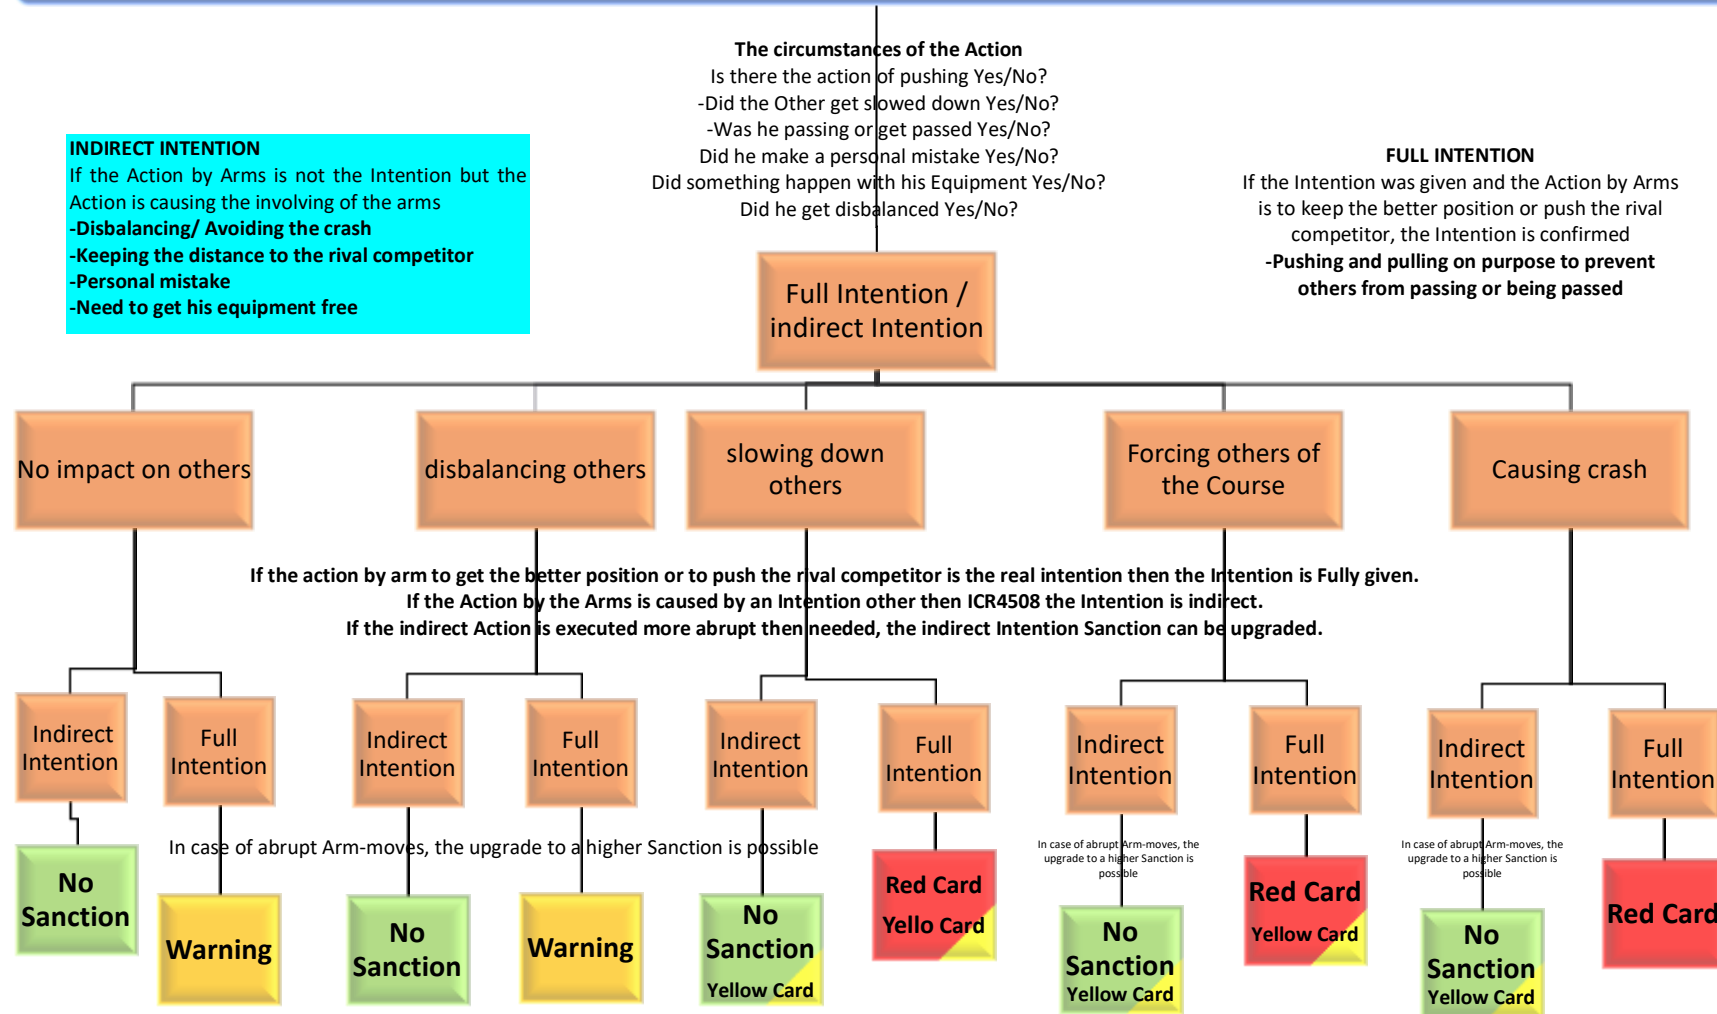 The circumstances of the Action
Is there the action of pushing Yes/No?
-Did the Other get slowed down Yes/No?
-Was he passing or get passed Yes/No?
Did he make a personal mistake Yes/No?
Did something happen with his Equipment Yes/No?
Did he get disbalanced Yes/No?
INDIRECT INTENTION
If the Action by Arms is not the Intention but the
Action is causing the involving of the arms
-Disbalancing/ Avoiding the crash
-Keeping the distance to the rival competitor
-Personal mistake
-Need to get his equipment free
FULL INTENTION
If the Intention was given and the Action by Arms
is to keep the better position or push the rival
competitor, the Intention is confirmed
-Pushing and pulling on purpose to prevent
others from passing or being passed
Full Intention /
indirect Intention
No impact on others
disbalancing others
slowing down
others
Forcing others of
the Course
Causing crash
If the action by arm to get the better position or to push the rival competitor is the real intention then the Intention is Fully given.
If the Action by the Arms is caused by an Intention other then ICR4508 the Intention is indirect.
If the indirect Action is executed more abrupt then needed, the indirect Intention Sanction can be upgraded.
Indirect
Intention
Full
Intention
Indirect
Intention
Full
Intention
Indirect
Intention
Full
Intention
Indirect
Intention
Full
Intention
Indirect
Intention
Full
Intention
In case of abrupt Arm-moves, the upgrade to a higher Sanction is possible
In case of abrupt Arm-moves, the
upgrade to a higher Sanction is
possible
In case of abrupt Arm-moves, the
upgrade to a higher Sanction is
possible
No
Sanction
Warning
No
Sanction
Warning
No
Sanction
Yellow Card
Red Card
Yello Card
No
Sanction
Yellow Card
Red Card
Yellow Card
No
Sanction
Yellow Card
Red Card